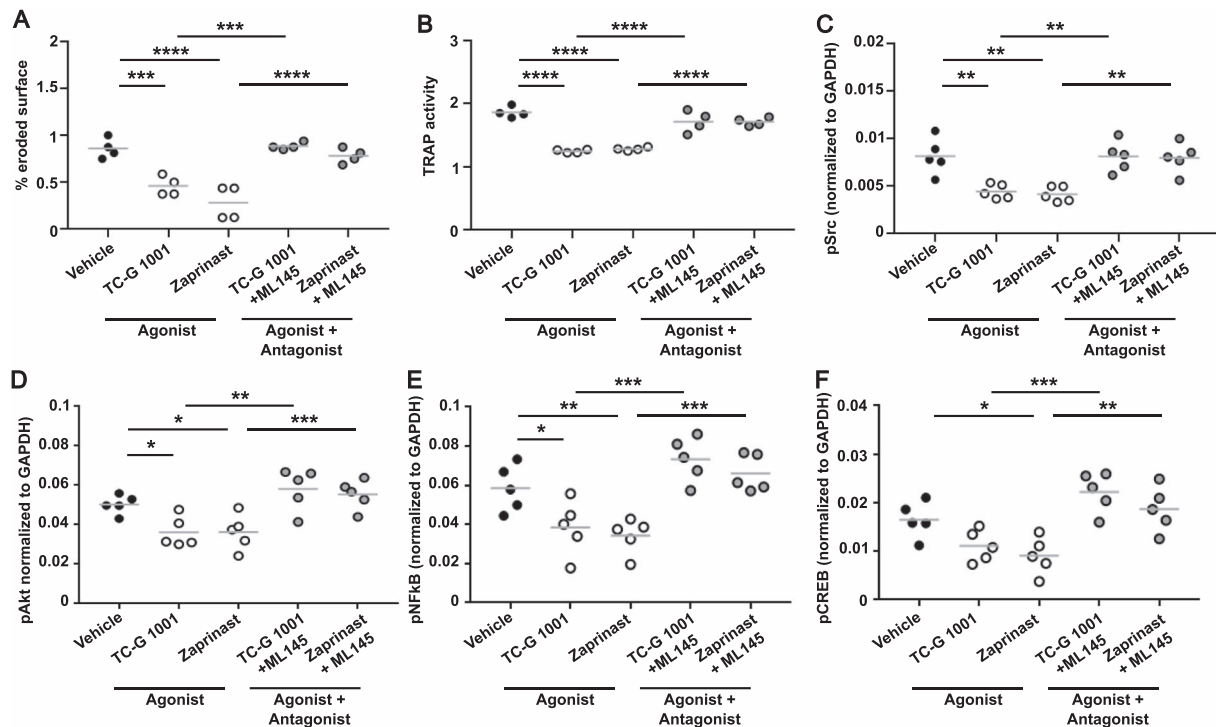 A
% eroded surface
2
1.5
1
0.5
0
***
****
***
****
Vehicle
TC-G 1001
Zaprinast
TC-G 1001
+ML145
Zaprinast
+ ML145
Agonist
Agonist +
Antagonist
B
TRAP activity
3
2
1
0
****
****
****
****
Vehicle
TC-G 1001
Zaprinast
TC-G 1001
+ML145
Zaprinast
+ ML145
Agonist
Agonist +
Antagonist
C
pSrc (normalized to GAPDH)
0.02
0.015
0.010
0.005
0.00
**
**
**
**
Vehicle
TC-G 1001
Zaprinast
TC-G 1001
+ML145
Zaprinast
+ ML145
Agonist
Agonist +
Antagonist
D
pAkt normalized to GAPDH)
0.1
0.08
0.06
0.04
0.02
0
**
*
***
*
Vehicle
TC-G 1001
Zaprinast
TC-G 1001
+ML145
Zaprinast
+ ML145
Agonist
Agonist +
Antagonist
E
pNFkB (normalized to GAPDH)
0.1
0.08
0.06
0.04
0.02
0
***
**
***
*
Vehicle
TC-G 1001
Zaprinast
TC-G 1001
+ML145
Zaprinast
+ ML145
Agonist
Agonist +
Antagonist
F
pCREB (normalized to GAPDH)
0.04
0.03
0.02
0.01
0.00
***
*
**
Vehicle
TC-G 1001
Zaprinast
TC-G 1001
+ML145
Zaprinast
+ ML145
Agonist
Agonist +
Antagonist